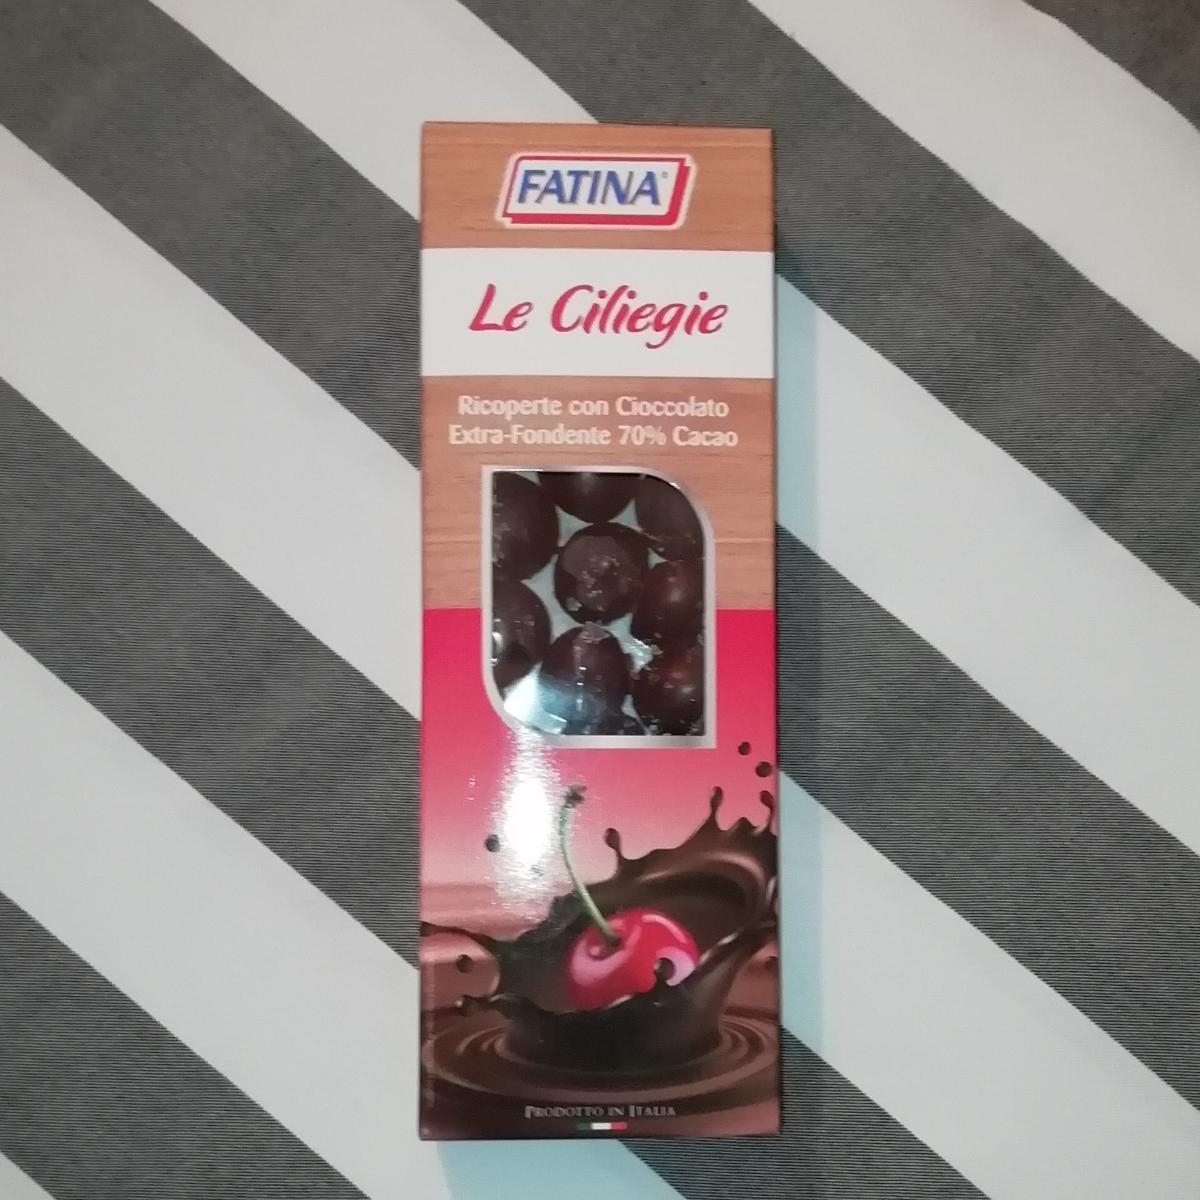 FATINA®
Le Ciliegie
Ricoperte con Cioccolato
Extra-Fondente 70% Cacao
PRODOTTO IN ITALIA